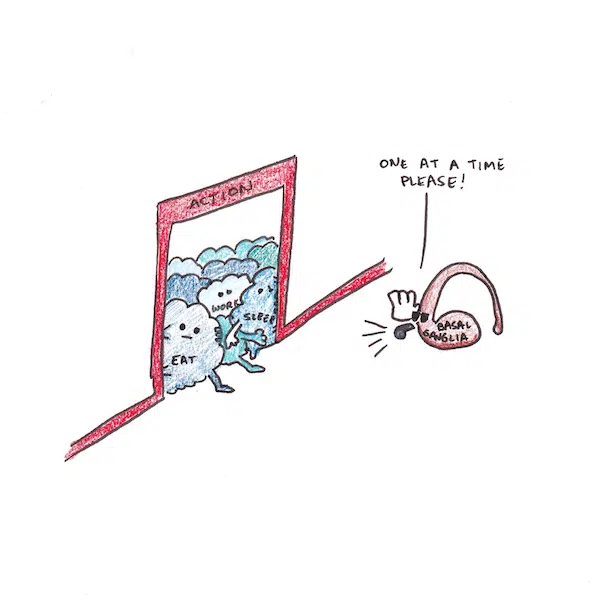 ACTION
ONE AT A TIME
PLEASE!
WORK
SLEEP
EAT
BASAL
GANGLIA